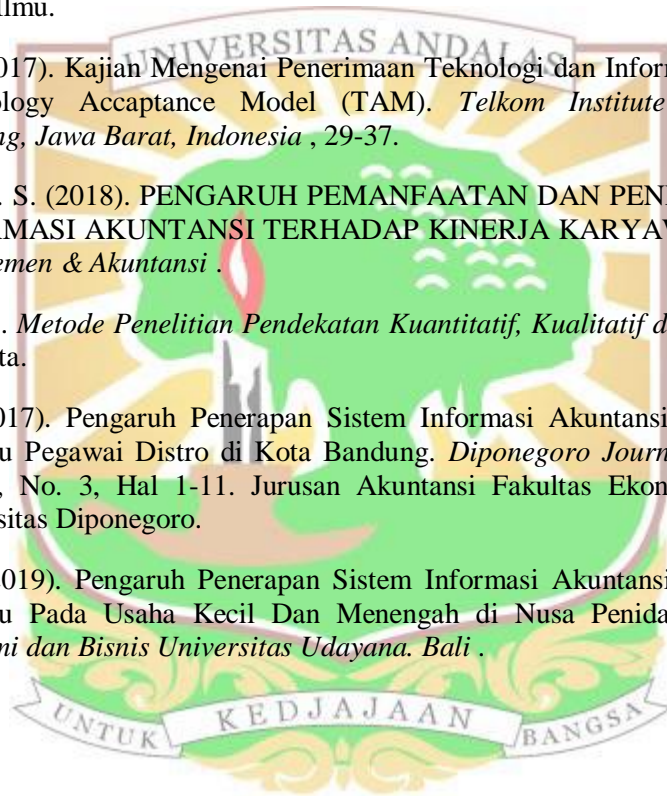 Ilmu.
UNIVERSITAS ANDALAS
017). Kajian Mengenai Penerimaan Teknologi dan Inform
ology Accaptance Model (TAM). Telkom Institute
ng, Jawa Barat, Indonesia , 29-37.
. S. (2018). PENGARUH PEMANFAATAN DAN PEN
RMASI AKUNTANSI TERHADAP KINERJA KARYAV
emen & Akuntansi .
. Metode Penelitian Pendekatan Kuantitatif, Kualitatif d
ta.
017). Pengaruh Penerapan Sistem Informasi Akuntansi
u Pegawai Distro di Kota Bandung. Diponegoro Journ
, No. 3, Hal 1-11. Jurusan Akuntansi Fakultas Ekon
sitas Diponegoro.
2019). Pengaruh Penerapan Sistem Informasi Akuntansi
u Pada Usaha Kecil Dan Menengah di Nusa Penida
ni dan Bisnis Universitas Udayana. Bali .
UNTUK KEDJAJAAN BANGSA